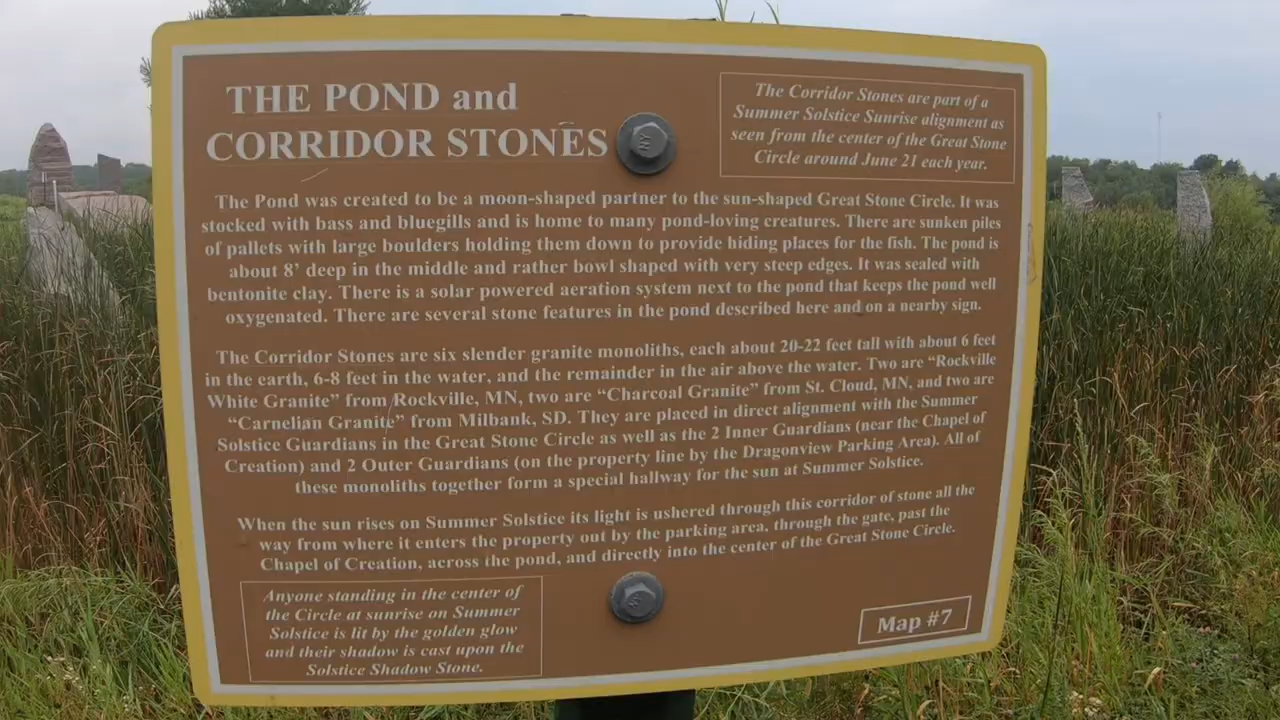 THE POND and
CORRIDOR STONES
The Corridor Stones are part of a
Summer Solstice Sunrise alignment as
seen from the center of the Great Stone
Circle around June 21 each year.
The Pond was created to be a moon-shaped partner to the sun-shaped Great Stone Circle. It was
stocked with bass and bluegills and is home to many pond-loving creatures. There are sunken piles
of pallets with large boulders holding them down to provide hiding places for the fish. The pond is
about 8' deep in the middle and rather bowl shaped with very steep edges. It was sealed with
bentonite clay. There is a solar powered aeration system next to the pond that keeps the pond well
oxygenated. There are several stone features in the pond described here and on a nearby sign.
The Corridor Stones are six slender granite monoliths, each about 20-22 feet tall with about 6 feet
in the earth, 6-8 feet in the water, and the remainder in the air above the water. Two are “Rockville
White Granite” from Rockville, MN, two are “Charcoal Granite” from St. Cloud, MN, and two are
“Carnelian Granite” from Milbank, SD. They are placed in direct alignment with the Summer
Solstice Guardians in the Great Stone Circle as well as the 2 Inner Guardians (near the Chapel of
Creation) and 2 Outer Guardians (on the property line by the Dragonview Parking Area). All of
these monoliths together form a special hallway for the sun at Summer Solstice.
When the sun rises on Summer Solstice its light is ushered through this corridor of stone all the
way from where it enters the property out by the parking area, through the gate, past the
Chapel of Creation, across the pond, and directly into the center of the Great Stone Circle.
Anyone standing in the center of
the Circle at sunrise on Summer
Solstice is lit by the golden glow
and their shadow is cast upon the
Solstice Shadow Stone.
Map #7